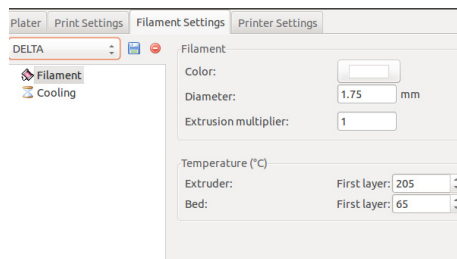 Plater Print Settings Filament Settings Printer Settings
DELTA
Filament
Cooling
Filament
Color:
Diameter: 1.75 mm
Extrusion multiplier: 1
Temperature (°C)
Extruder: First layer: 205
Bed: First layer: 65